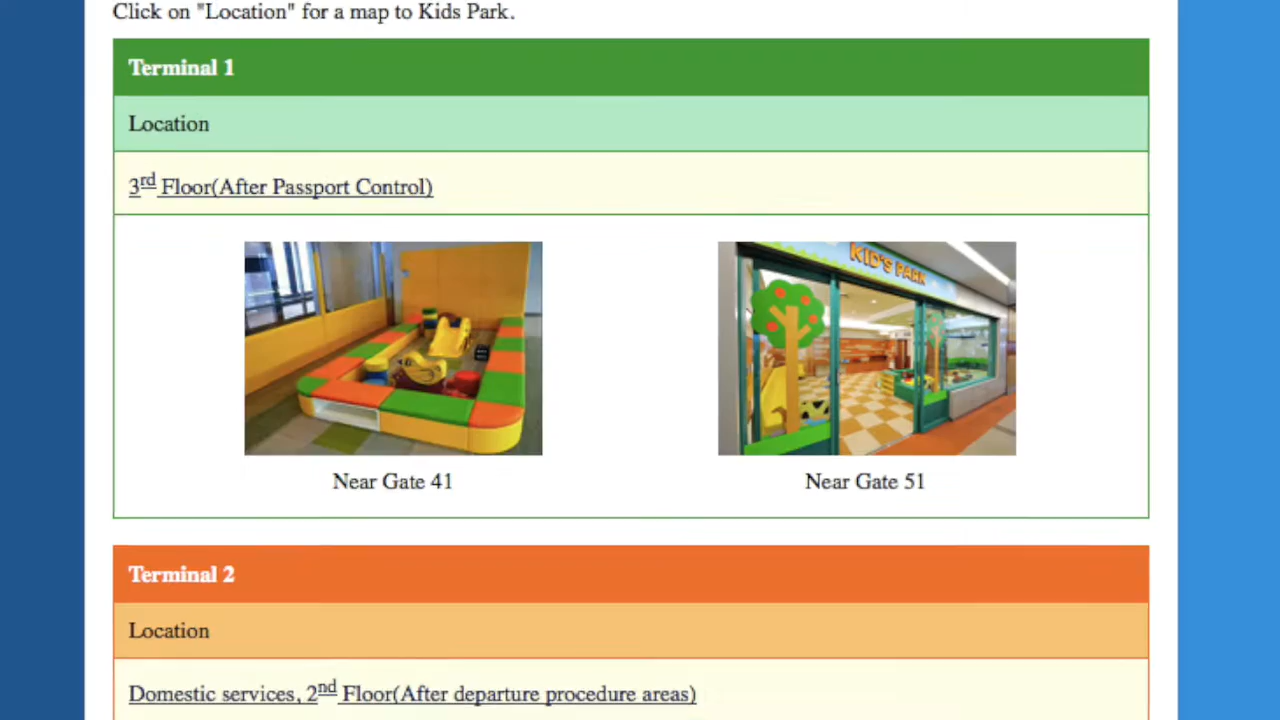 Click on "Location" for a map to Kids Park.
Terminal 1
Location
3rd Floor(After Passport Control)
KID'S PARK
Near Gate 41
Near Gate 51
Terminal 2
Location
Domestic services, 2nd Floor(After departure procedure areas)